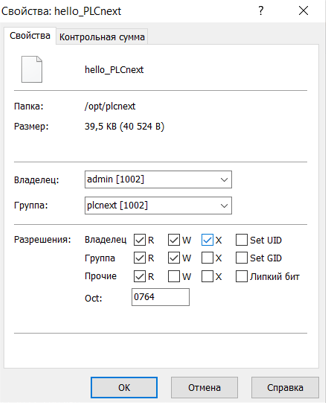 Свойства: hello_PLCnext ? ×
Свойства Контрольная сумма
hello_PLCnext
Папка: /opt/plcnext
Размер: 39,5 KB (40 524 B)
Владелец: admin [1002]
Группа: plcnext [1002]
Разрешения: Владелец R W X Set UID
Группа R W X Set GID
Прочие R W X Липкий бит
Oct: 0764
OK Отмена Справка